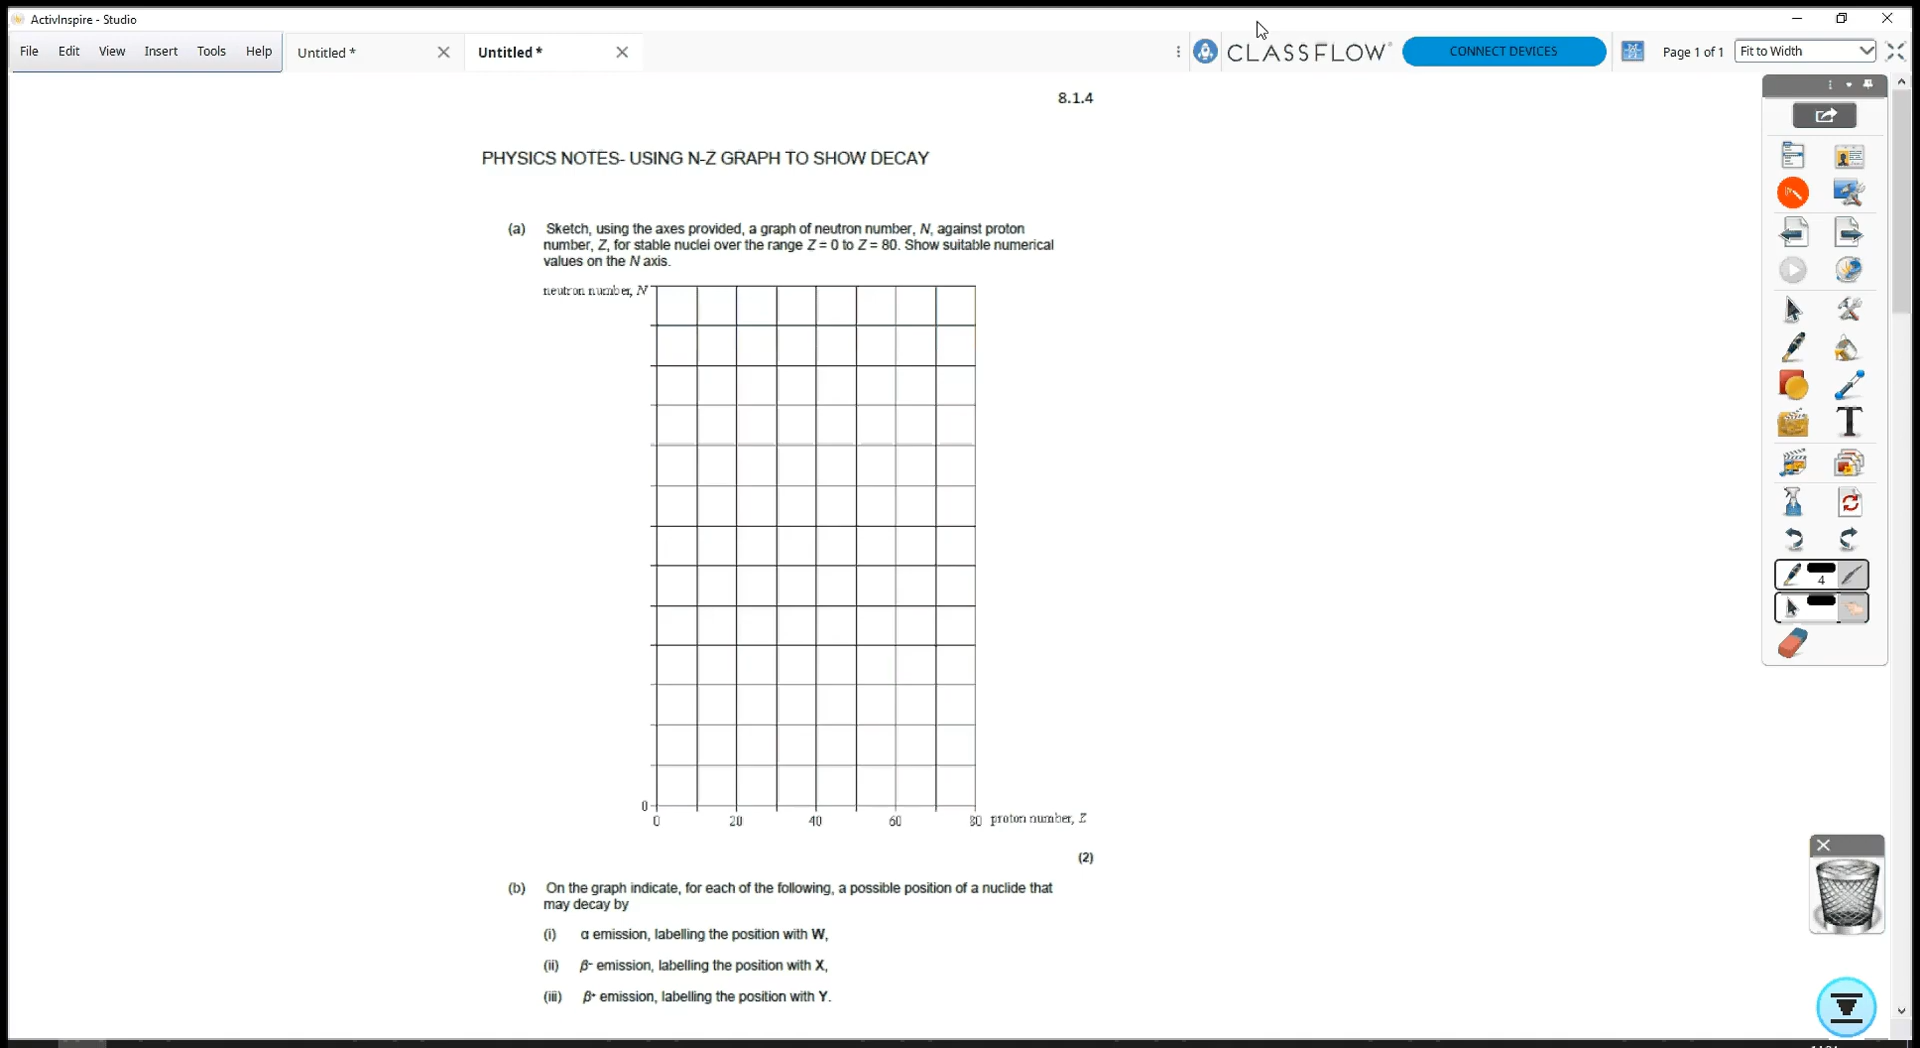 ActivInspire - Studio
File Edit View Insert Tools Help
Untitled *
Untitled *
CLASSFLOW
CONNECT DEVICES
Page 1 of 1
Fit to Width
8.1.4
PHYSICS NOTES- USING N-Z GRAPH TO SHOW DECAY
(a) Sketch, using the axes provided, a graph of neutron number, N, against proton
number, Z, for stable nuclei over the range Z = 0 to Z = 80. Show suitable numerical
values on the N axis.
neutron number, N
0
0 20 40 60 80 proton number, Z
(2)
(b) On the graph indicate, for each of the following, a possible position of a nuclide that
may decay by
(i) α emission, labelling the position with W,
(ii) β- emission, labelling the position with X,
(iii) β+ emission, labelling the position with Y.
4